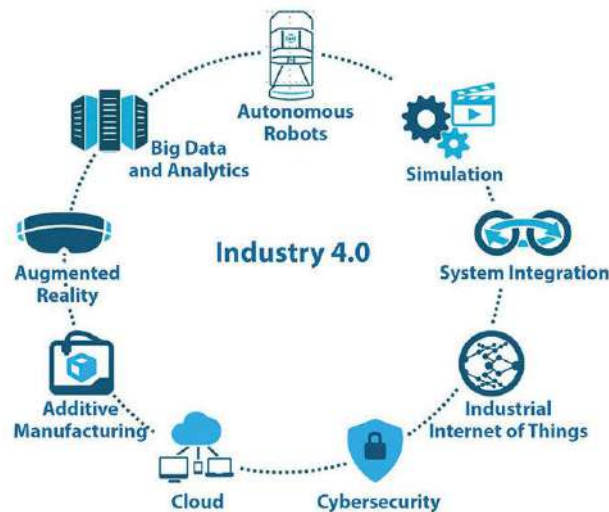 Autonomous
Robots
Simulation
System Integration
Industrial
Internet of Things
Cybersecurity
Cloud
Additive
Manufacturing
Augmented
Reality
Big Data
and Analytics
Industry 4.0